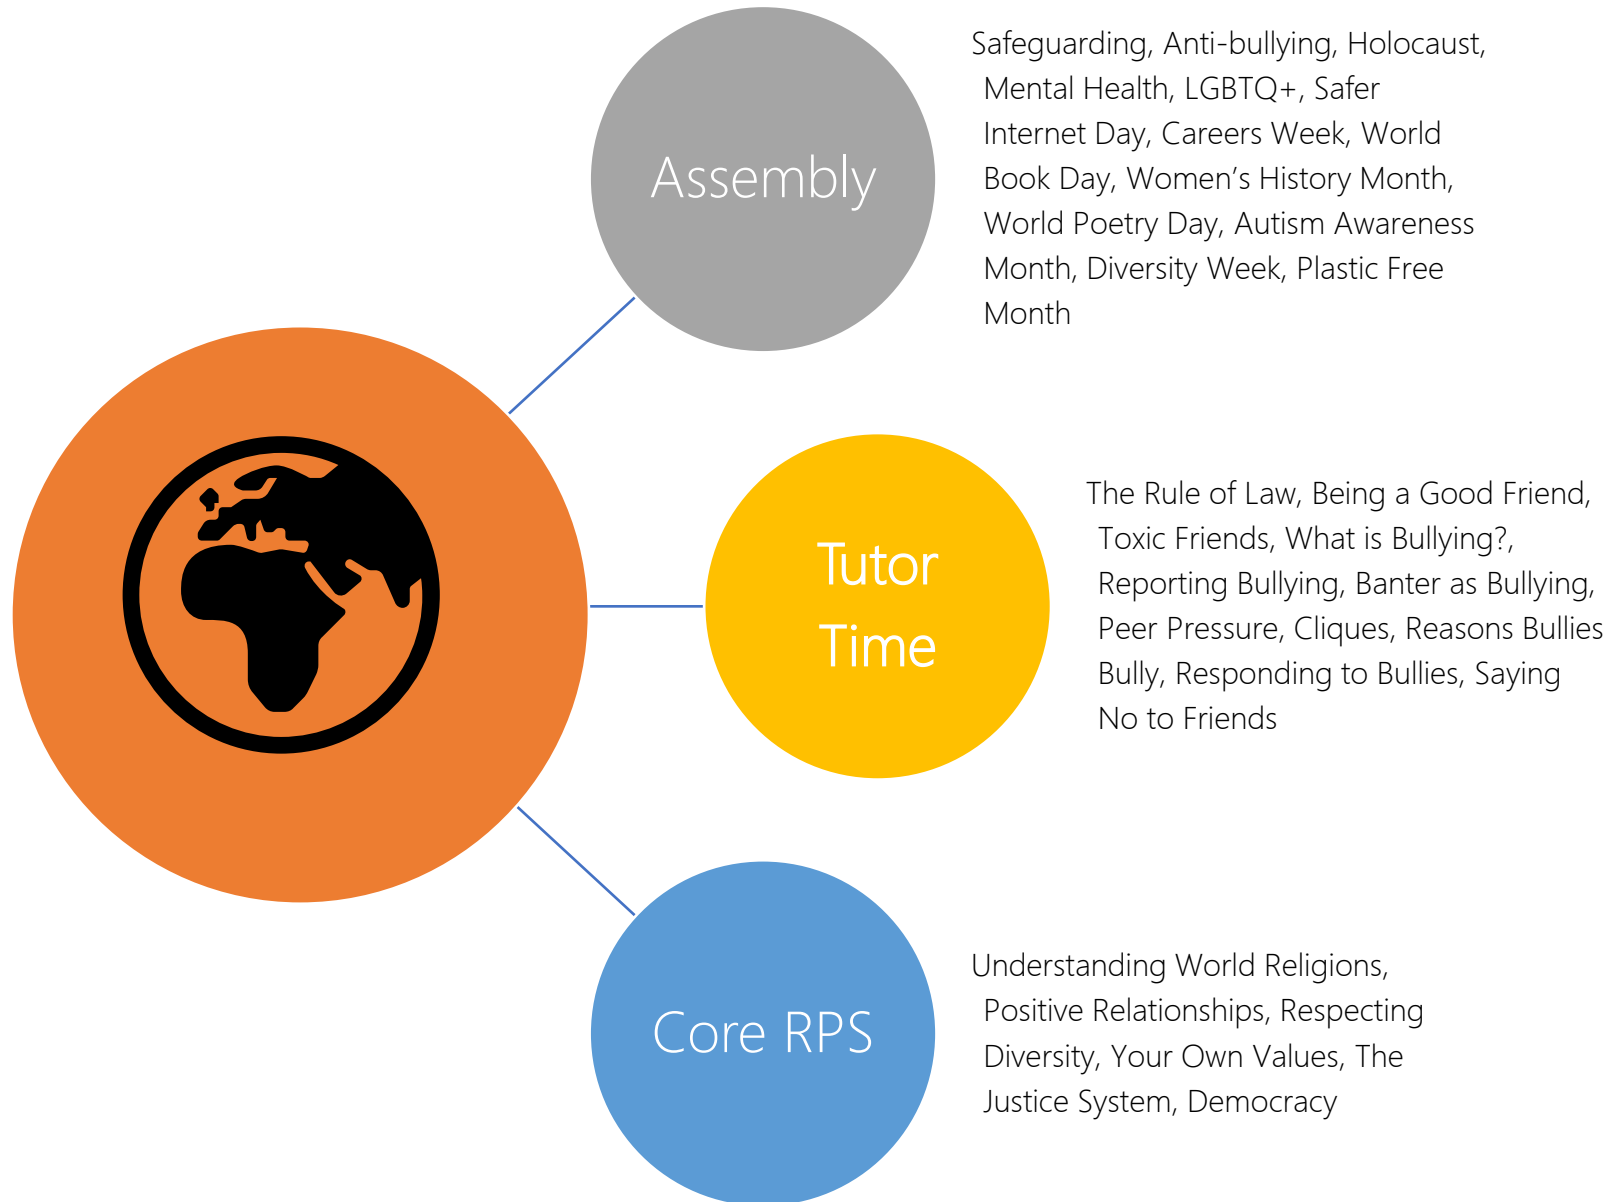 Assembly
Safeguarding, Anti-bullying, Holocaust,
Mental Health, LGBTQ+, Safer
Internet Day, Careers Week, World
Book Day, Women’s History Month,
World Poetry Day, Autism Awareness
Month, Diversity Week, Plastic Free
Month
Tutor
Time
The Rule of Law, Being a Good Friend,
Toxic Friends, What is Bullying?,
Reporting Bullying, Banter as Bullying,
Peer Pressure, Cliques, Reasons Bullies
Bully, Responding to Bullies, Saying
No to Friends
Core RPS
Understanding World Religions,
Positive Relationships, Respecting
Diversity, Your Own Values, The
Justice System, Democracy